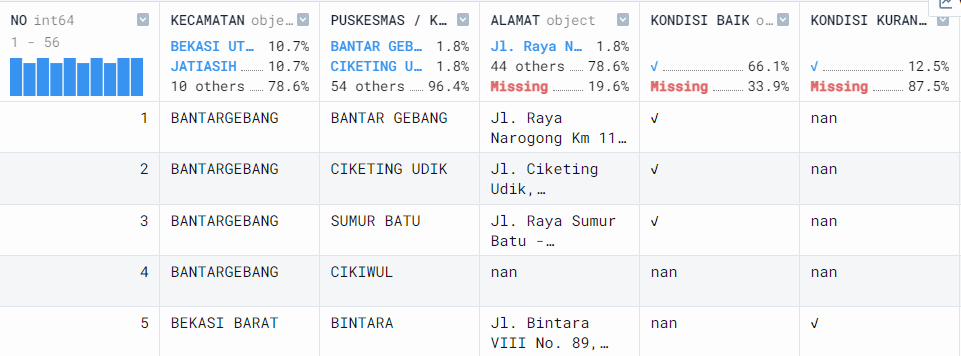 NO int64 KECAMATAN obje… PUSKESMAS / K… ALAMAT object KONDISI BAIK o… KONDISI KURAN…
1 - 56
BEKASI UT… 10.7% BANTAR GEB… 1.8% Jl. Raya N… 1.8%
JATIASIH 10.7% CIKETING U… 1.8% 44 others 78.6% √ 66.1% √ 12.5%
10 others 78.6% 54 others 96.4% Missing 19.6% Missing 33.9% Missing 87.5%
1 BANTARGEBANG BANTAR GEBANG Jl. Raya √ nan
Narogong Km 11…
2 BANTARGEBANG CIKETING UDIK Jl. Ciketing √ nan
Udik,…
3 BANTARGEBANG SUMUR BATU Jl. Raya Sumur √ nan
Batu -…
4 BANTARGEBANG CIKIWUL nan nan nan
5 BEKASI BARAT BINTARA Jl. Bintara nan √
VIII No. 89,…